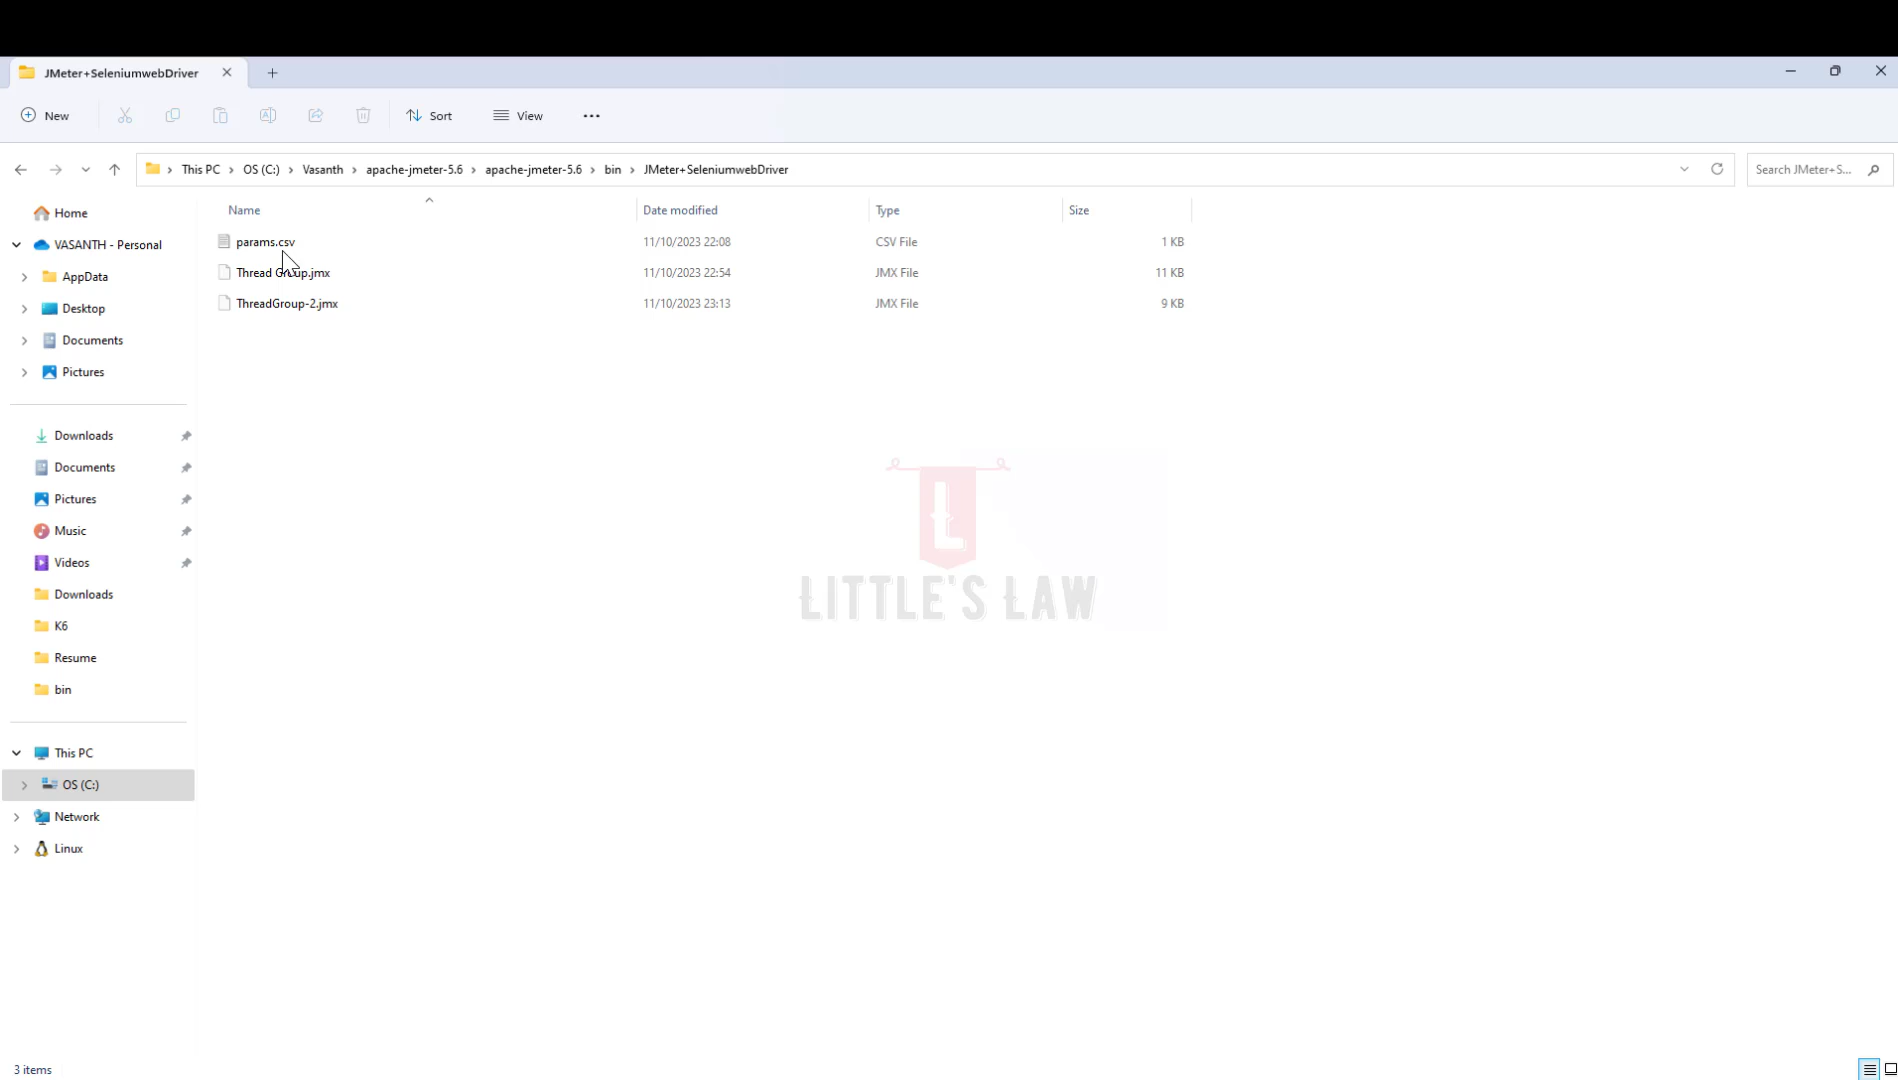 JMeter+SeleniumwebDriver
New
Sort
View
This PC > OS (C:) > Vasanth > apache-jmeter-5.6 > apache-jmeter-5.6 > bin > JMeter+SeleniumwebDriver
Search JMeter+S...
Name Date modified Type Size
params.csv 11/10/2023 22:08 CSV File 1 KB
Thread Group.jmx 11/10/2023 22:54 JMX File 11 KB
ThreadGroup-2.jmx 11/10/2023 23:13 JMX File 9 KB
Home
VASANTH - Personal
AppData
Desktop
Documents
Pictures
Downloads
Documents
Pictures
Music
Videos
Downloads
K6
Resume
bin
This PC
OS (C:)
Network
Linux
L
LITTLE'S LAW
3 items